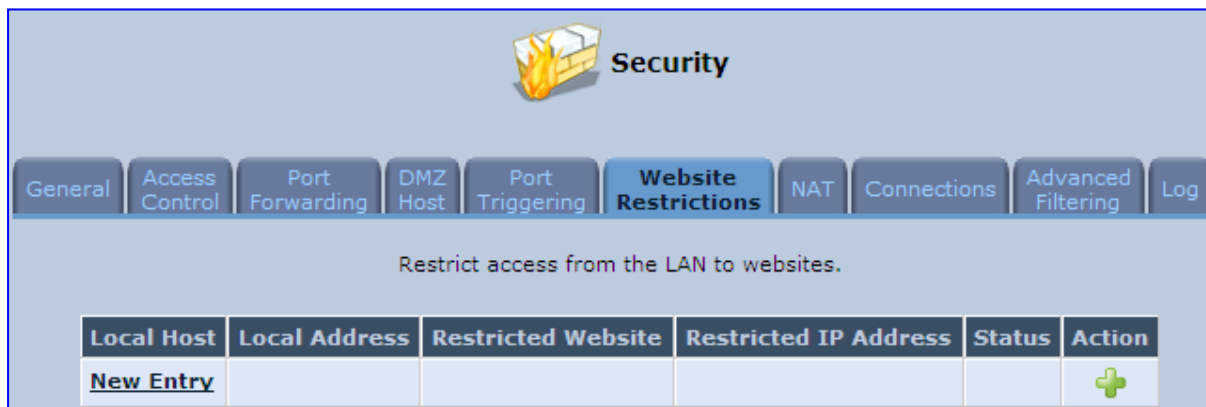 Security
General
Access Control
Port Forwarding
DMZ Host
Port Triggering
Website Restrictions
NAT
Connections
Advanced Filtering
Log
Restrict access from the LAN to websites.
Local Host Local Address Restricted Website Restricted IP Address Status Action
New Entry